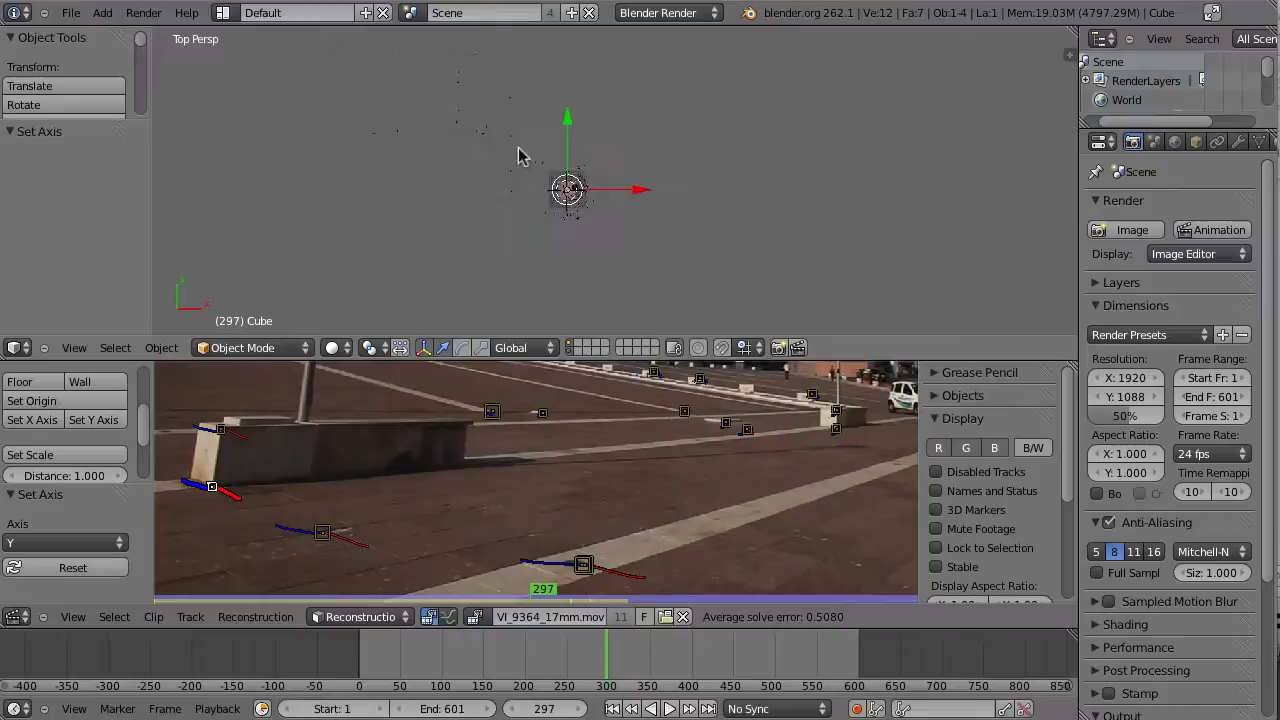 File Add Render Help Default Scene 4 Blender Render blender.org 262.1 | Ve:12 | Fa:7 | Ob:1-4 | La:1 | Mem:19.03M (4797.29M) | Cube
Object Tools
Transform:
Translate
Rotate
Set Axis
Top Persp
y
x
(297) Cube
View Search All Scen
Scene
RenderLayers |
World
Scene
Render
Image Animation
Display: Image Editor
Layers
Dimensions
Render Presets
Resolution: Frame Range:
X: 1920 Start Fr: 1
Y: 1088 End F: 601
50% Frame S: 1
Aspect Ratio: Frame Rate:
X: 1.000 24 fps
Y: 1.000 Time Remappi
Bo Cr 10 10
Anti-Aliasing
5 8 11 16 Mitchell-N
Full Sampl Siz: 1.000
Sampled Motion Blur
Shading
Performance
Post Processing
Stamp
Output
View Select Object Object Mode Global
Floor Wall
Set Origin
Set X Axis Set Y Axis
Set Scale
Distance: 1.000
Set Axis
Axis
Y
Reset
297
Grease Pencil
Objects
Display
R G B B/W
Disabled Tracks
Names and Status
3D Markers
Mute Footage
Lock to Selection
Stable
Display Aspect Ratio:
View Select Clip Track Reconstruction Reconstructio VI_9364_17mm.mov 11 F Average solve error: 0.5080
-400 -350 -300 -250 -200 -150 -100 -50 0 50 100 150 200 250 300 350 400 450 500 550 600 650 700 750 800 850
View Marker Frame Playback Start: 1 End: 601 297 No Sync